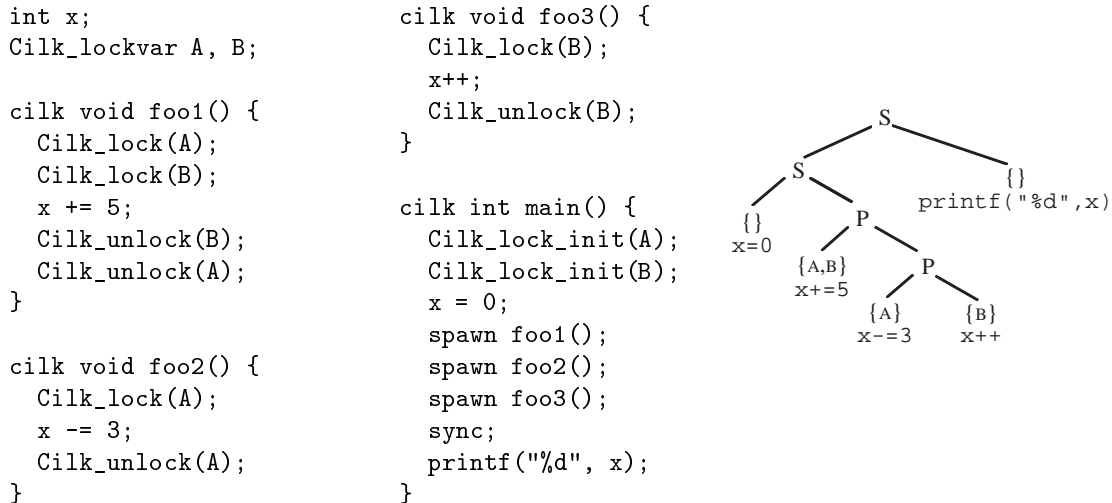 int x;
Cilk_lockvar A, B;
cilk void foo1() {
Cilk_lock(A);
Cilk_lock(B);
x += 5;
Cilk_unlock(B);
Cilk_unlock(A);
}
cilk void foo2() {
Cilk_lock(A);
x -= 3;
Cilk_unlock(A);
}
cilk void foo3() {
Cilk_lock(B);
x++;
Cilk_unlock(B);
}
cilk int main() {
Cilk_lock_init(A);
Cilk_lock_init(B);
x = 0;
spawn foo1();
spawn foo2();
spawn foo3();
sync;
printf("%d", x);
}
S
S
{}
printf("%d",x)
{}
x=0
P
{A,B}
x+=5
P
{A}
x-=3
{B}
x++